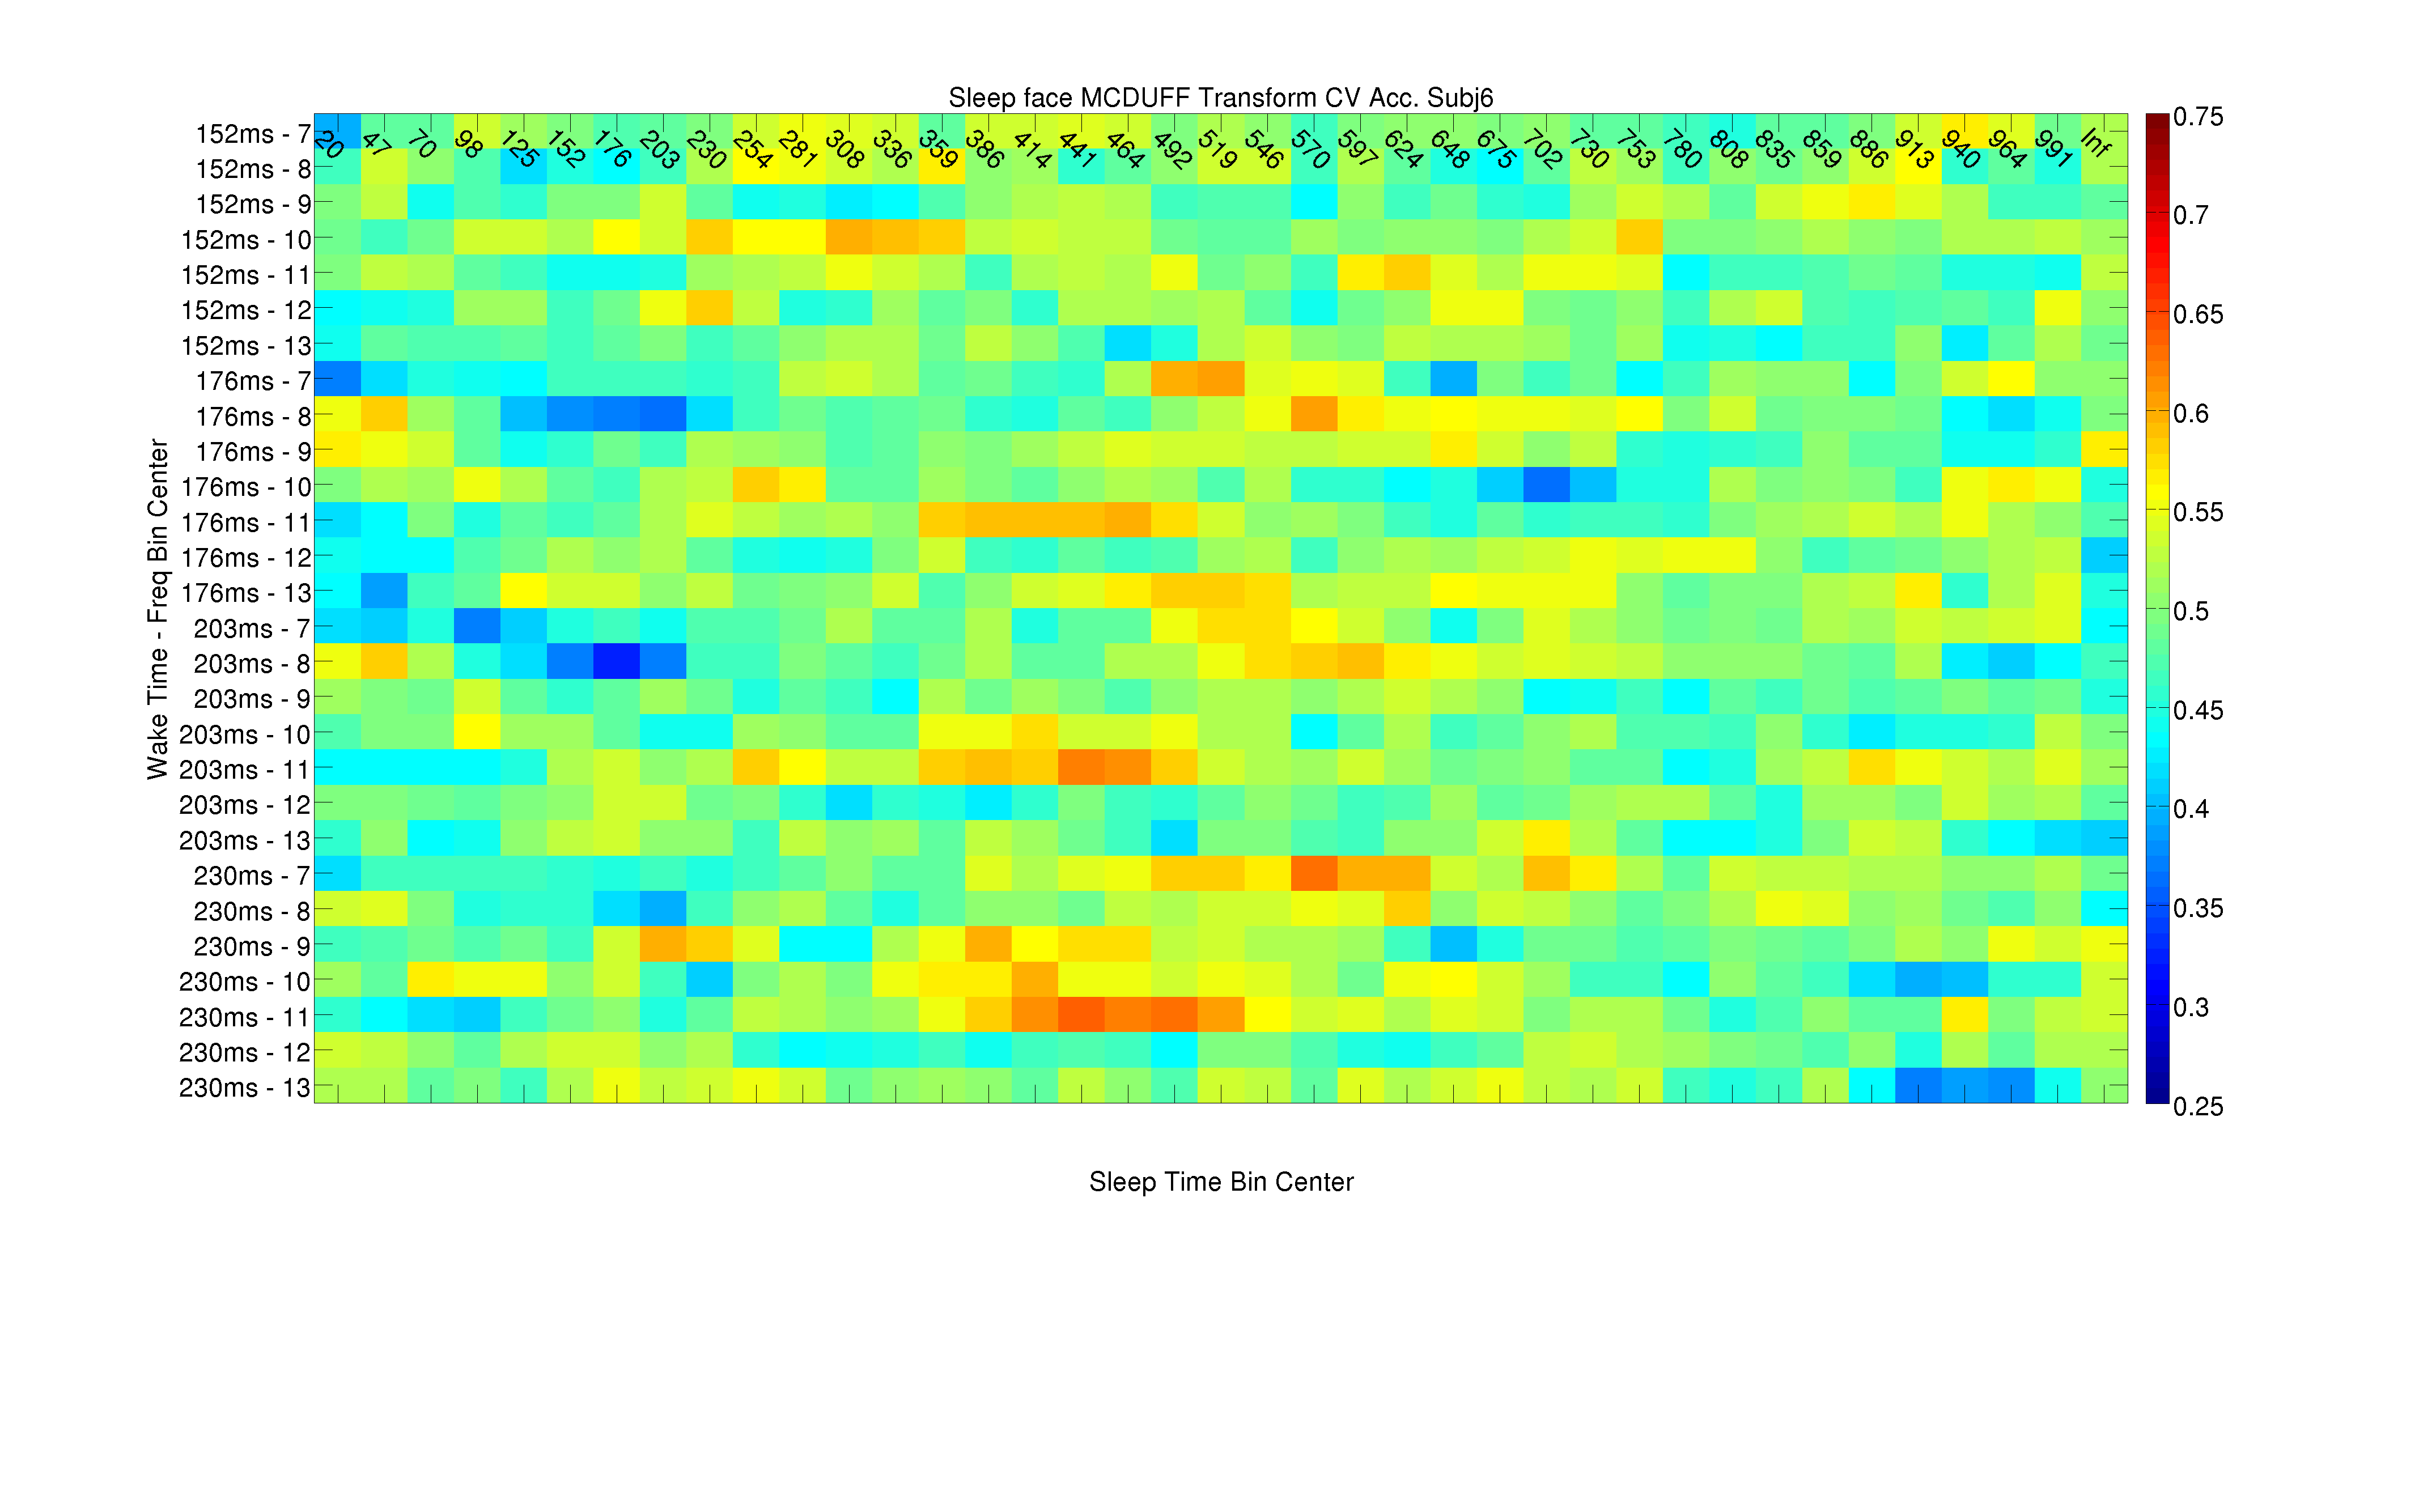 Sleep face MCDUFF Transform CV Acc. Subj6
20 47 70 98 125 152 176 203 230 254 281 308 336 359 386 414 441 464 492 519 546 570 597 624 648 675 702 730 753 780 808 835 859 886 913 940 964 991 Inf
Wake Time - Freq Bin Center
152ms - 7
152ms - 8
152ms - 9
152ms - 10
152ms - 11
152ms - 12
152ms - 13
176ms - 7
176ms - 8
176ms - 9
176ms - 10
176ms - 11
176ms - 12
176ms - 13
203ms - 7
203ms - 8
203ms - 9
203ms - 10
203ms - 11
203ms - 12
203ms - 13
230ms - 7
230ms - 8
230ms - 9
230ms - 10
230ms - 11
230ms - 12
230ms - 13
0.75
0.7
0.65
0.6
0.55
0.5
0.45
0.4
0.35
0.3
0.25
Sleep Time Bin Center